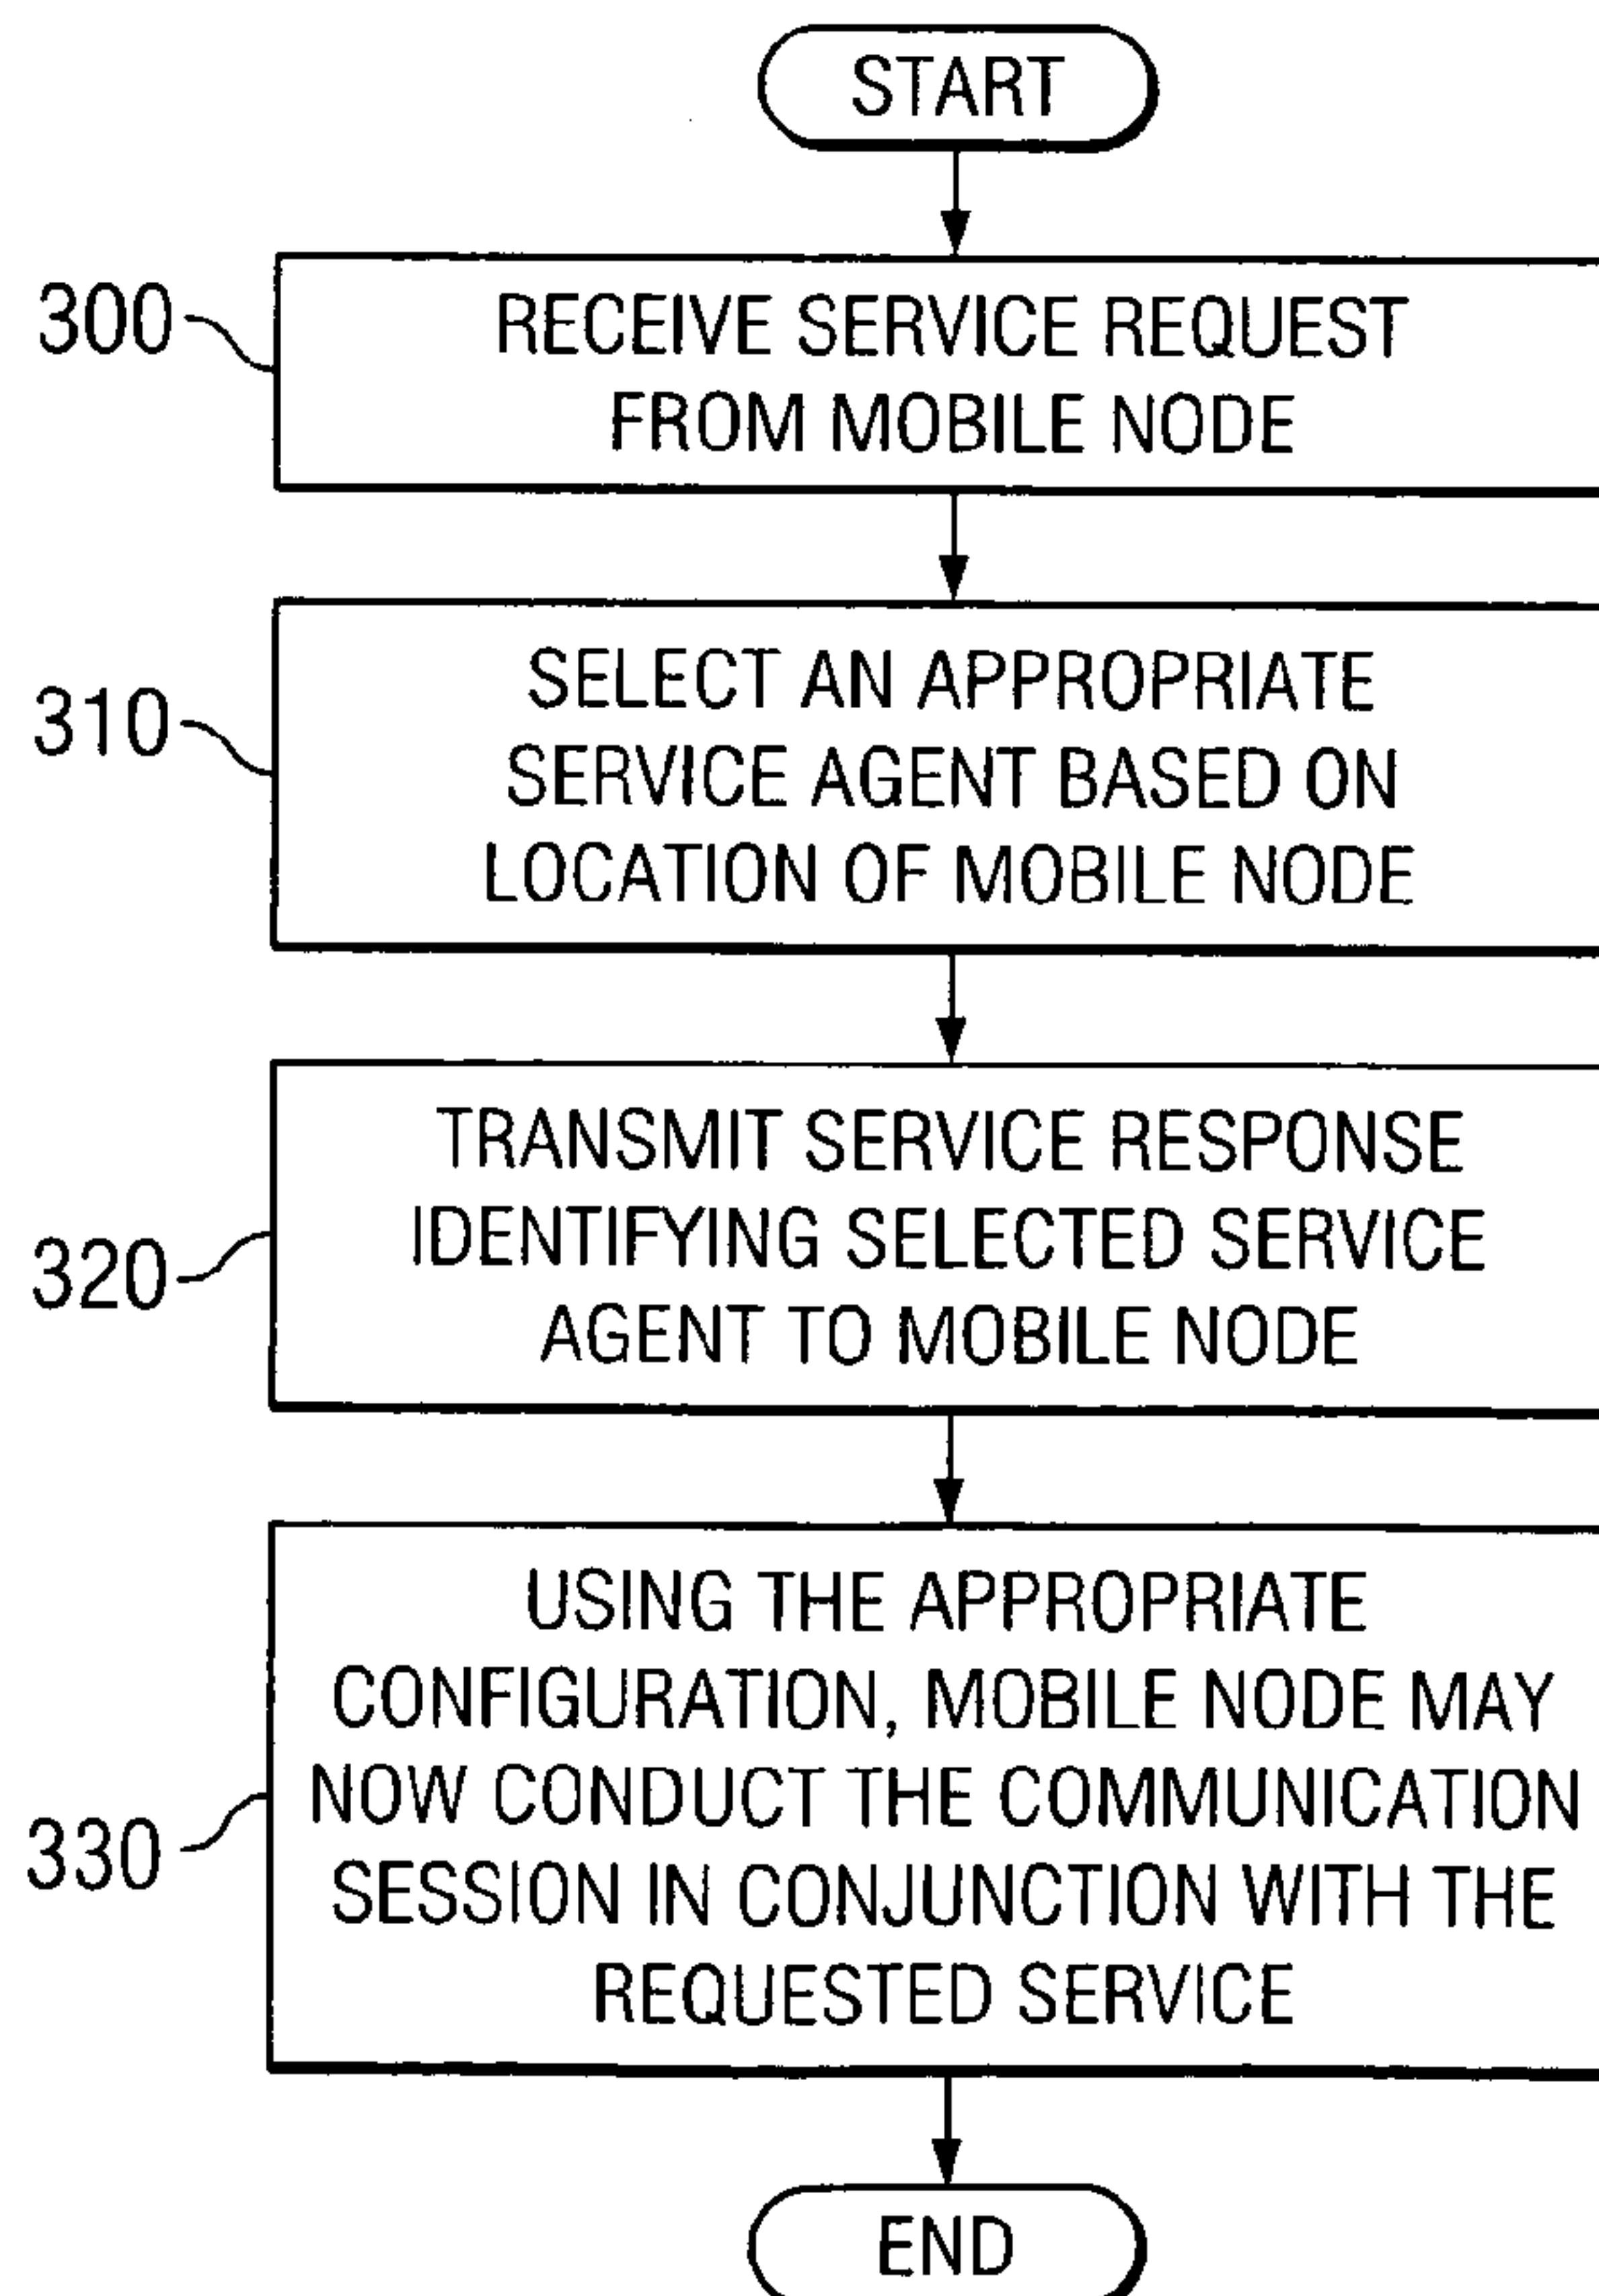 START
300
RECEIVE SERVICE REQUEST
FROM MOBILE NODE
310
SELECT AN APPROPRIATE
SERVICE AGENT BASED ON
LOCATION OF MOBILE NODE
320
TRANSMIT SERVICE RESPONSE
IDENTIFYING SELECTED SERVICE
AGENT TO MOBILE NODE
330
USING THE APPROPRIATE
CONFIGURATION, MOBILE NODE MAY
NOW CONDUCT THE COMMUNICATION
SESSION IN CONJUNCTION WITH THE
REQUESTED SERVICE
END